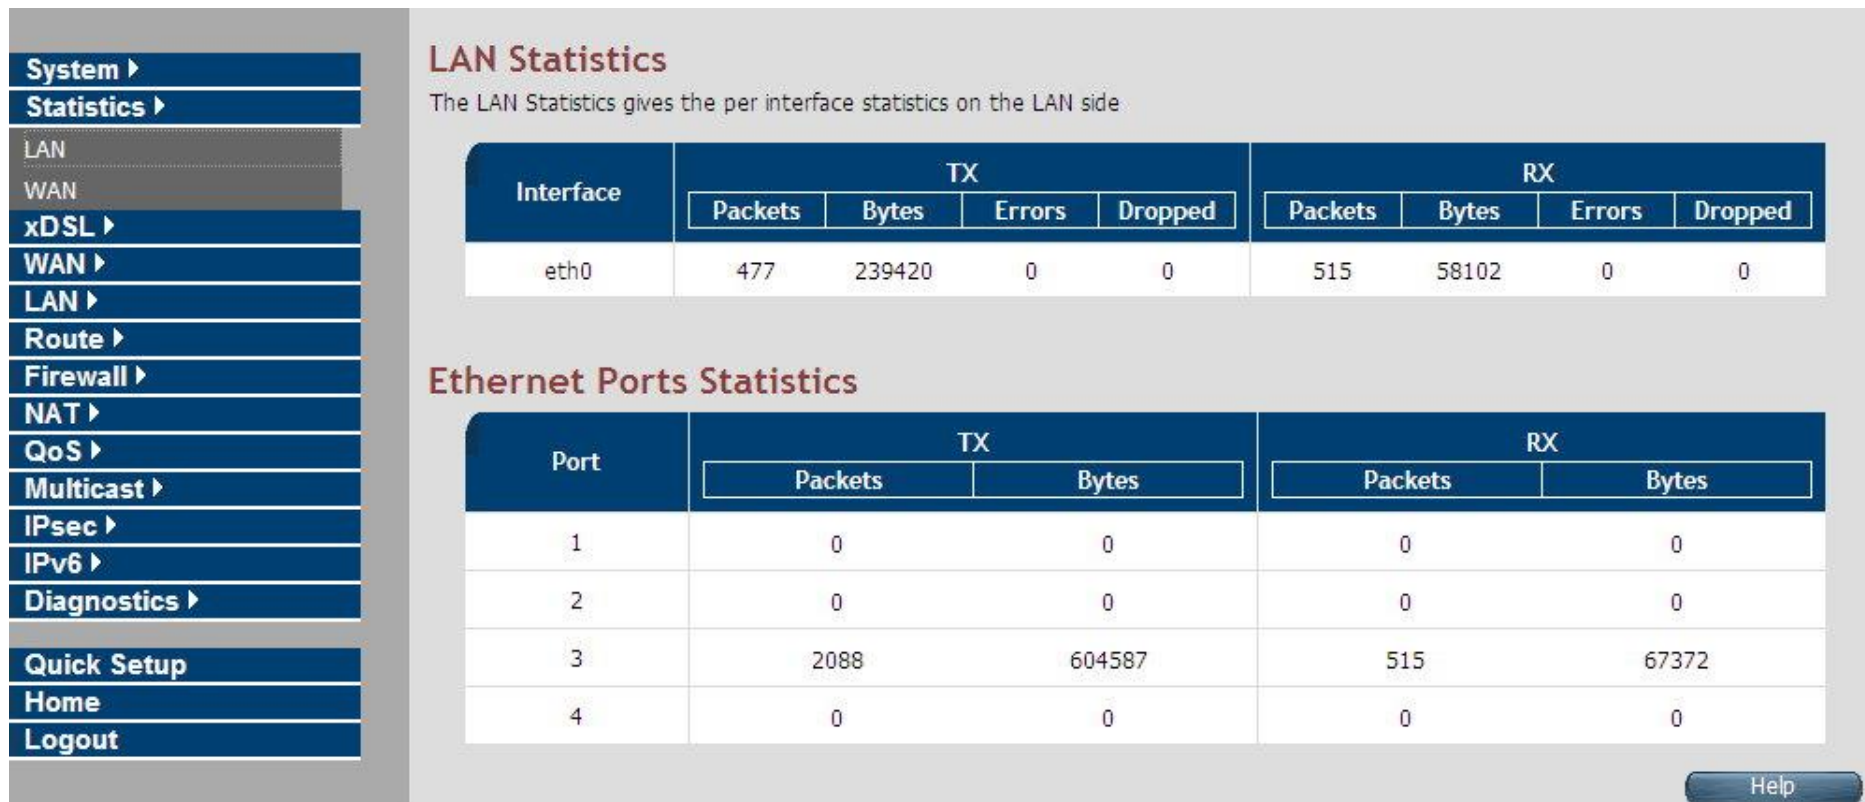 System
Statistics
LAN
WAN
xDSL
WAN
LAN
Route
Firewall
NAT
QoS
Multicast
IPsec
IPv6
Diagnostics
Quick Setup
Home
Logout
LAN Statistics
The LAN Statistics gives the per interface statistics on the LAN side
Interface TX RX
Packets Bytes Errors Dropped Packets Bytes Errors Dropped
eth0 477 239420 0 0 515 58102 0 0
Ethernet Ports Statistics
Port TX RX
Packets Bytes Packets Bytes
1 0 0 0 0
2 0 0 0 0
3 2088 604587 515 67372
4 0 0 0 0
Help